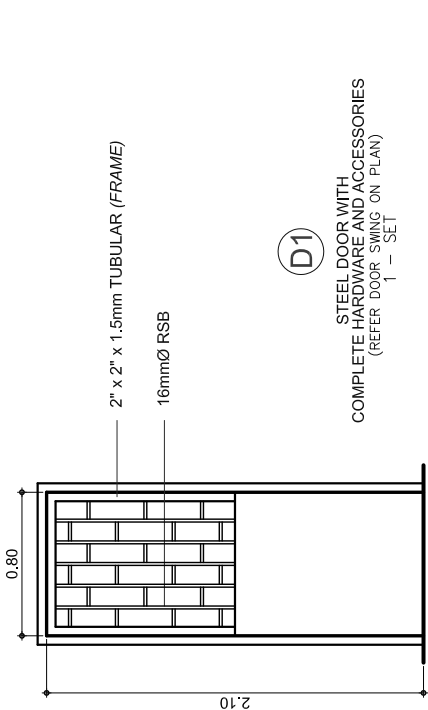 0.80
2.10
2" x 2" x 1.5mm TUBULAR (FRAME)
16mmØ RSB
D1
STEEL DOOR WITH
COMPLETE HARDWARE AND ACCESSORIES
(REFER DOOR SWING ON PLAN)
1 - SET